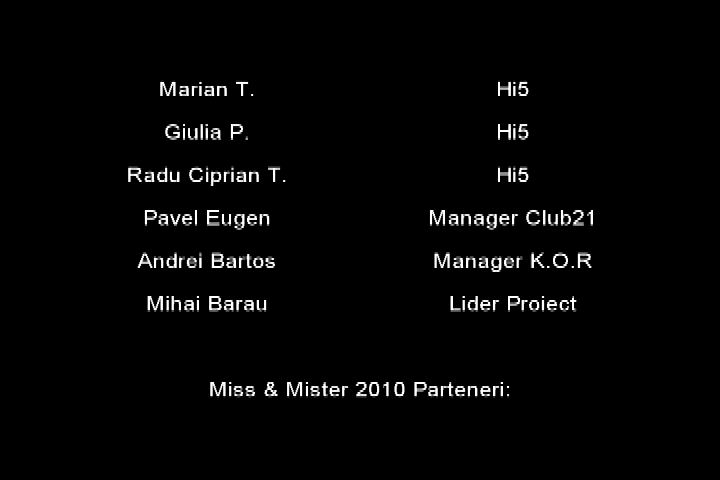 Marian T. Hi5
Giulia P. Hi5
Radu Ciprian T. Hi5
Pavel Eugen Manager Club21
Andrei Bartos Manager K.O.R
Mihai Barau Lider Proiect
Miss & Mister 2010 Parteneri: